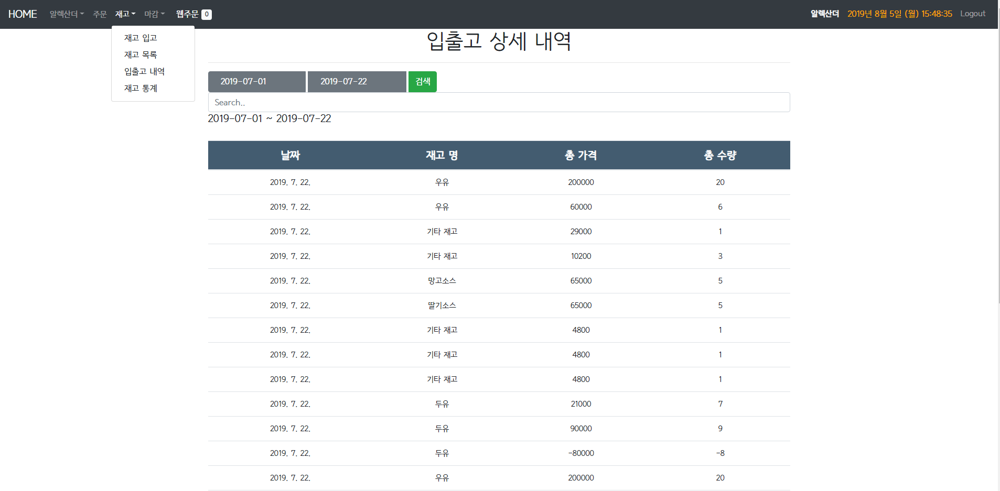 HOME 알렉산더 주문 재고 마감 웹주문 0 알렉산더 2019년 8월 5일 (월) 15:48:35 Logout
재고 입고
재고 목록
입출고 내역
재고 통계
입출고 상세 내역
2019-07-01 2019-07-22 검색
Search..
2019-07-01 ~ 2019-07-22
날짜 재고 명 총 가격 총 수량
2019. 7. 22. 우유 200000 20
2019. 7. 22. 우유 60000 6
2019. 7. 22. 기타 재고 29000 1
2019. 7. 22. 기타 재고 10200 3
2019. 7. 22. 망고소스 65000 5
2019. 7. 22. 딸기소스 65000 5
2019. 7. 22. 기타 재고 4800 1
2019. 7. 22. 기타 재고 4800 1
2019. 7. 22. 기타 재고 4800 1
2019. 7. 22. 두유 21000 7
2019. 7. 22. 두유 90000 9
2019. 7. 22. 두유 -80000 -8
2019. 7. 22. 우유 200000 20